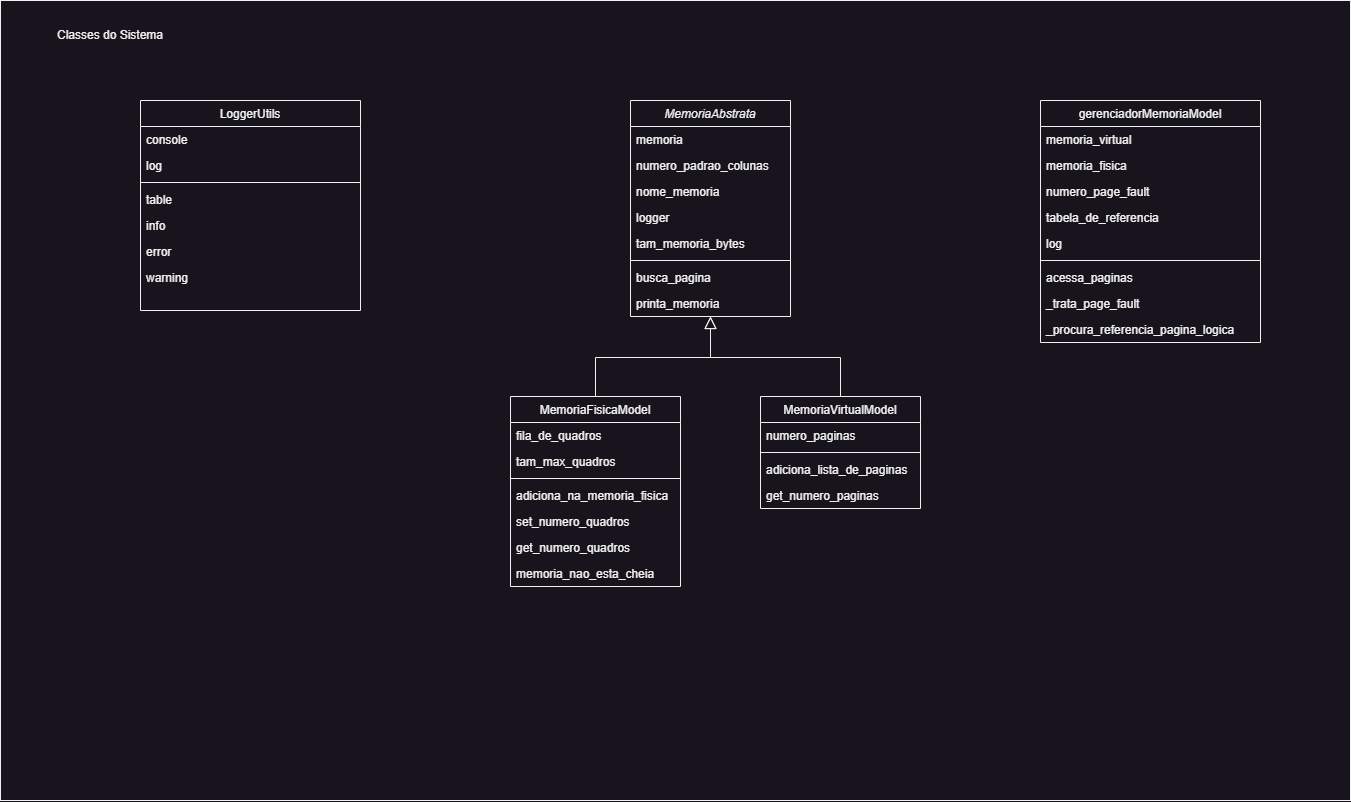 Classes do Sistema
LoggerUtils
console
log
table
info
error
warning
MemoriaAbstrata
memoria
numero_padrao_colunas
nome_memoria
logger
tam_memoria_bytes
busca_pagina
printa_memoria
gerenciadorMemoriaModel
memoria_virtual
memoria_fisica
numero_page_fault
tabela_de_referencia
log
acessa_paginas
_trata_page_fault
_procura_referencia_pagina_logica
MemoriaFisicaModel
fila_de_quadros
tam_max_quadros
adiciona_na_memoria_fisica
set_numero_quadros
get_numero_quadros
memoria_nao_esta_cheia
MemoriaVirtualModel
numero_paginas
adiciona_lista_de_paginas
get_numero_paginas